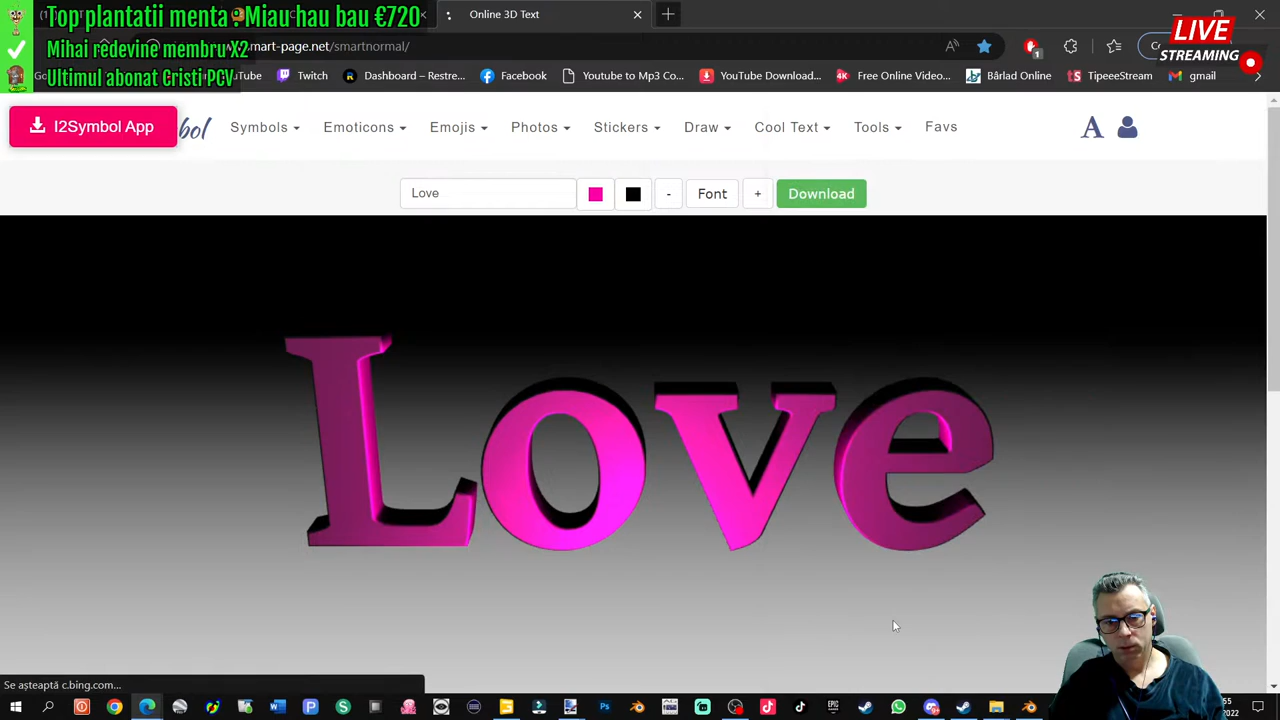 Top plantatii menta : Miau hau bau €720
Mihai redevine membru X2
Ultimul abonat Cristi PCV
Online 3D Text
LIVE
STREAMING
mart-page.net/smartnormal/
YouTube
Twitch
Dashboard – Restre...
Facebook
Youtube to Mp3 Co...
YouTube Download...
Free Online Video...
Bârlad Online
TipeeeStream
gmail
I2Symbol App
Symbols
Emoticons
Emojis
Photos
Stickers
Draw
Cool Text
Tools
Favs
Love
-
Font
+
Download
Love
Se așteaptă c.bing.com...